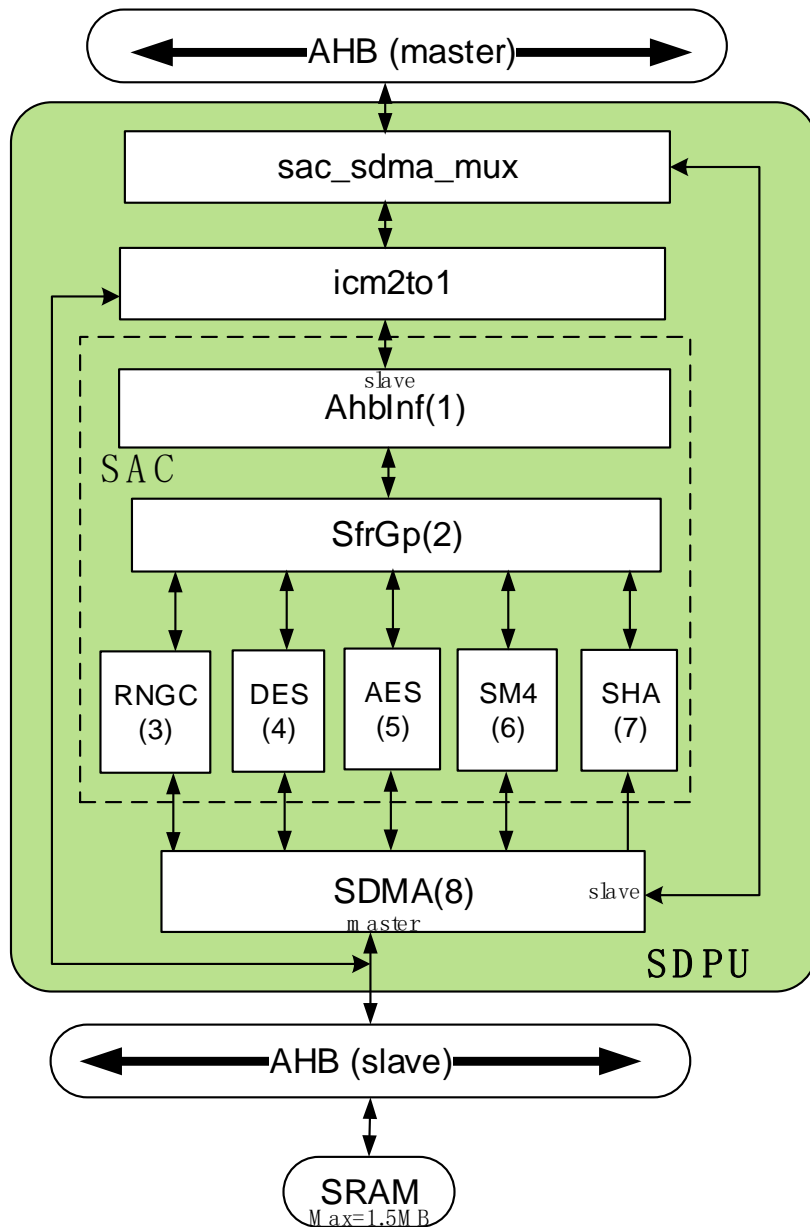 AHB (master)
sac_sdma_mux
icm2to1
slave
AhbInf(1)
SAC
SfrGp(2)
RNGC
(3)
DES
(4)
AES
(5)
SM4
(6)
SHA
(7)
SDMA(8)
slave
master
SDPU
AHB (slave)
SRAM
Max=1.5MB